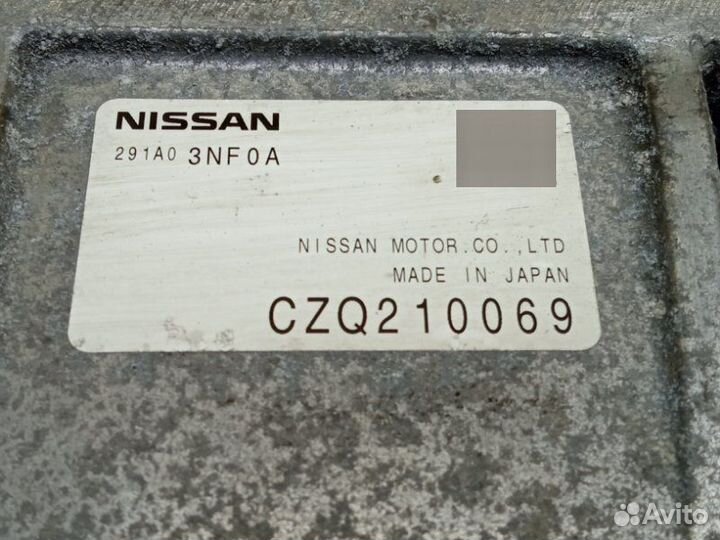 NISSAN
291A0 3NF0A
NISSAN MOTOR.CO.,LTD
MADE IN JAPAN
CZQ210069
Avito